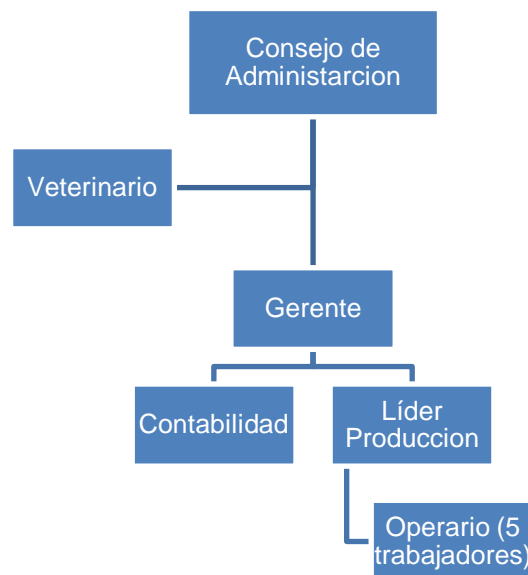 Consejo de
Administarcion
Veterinario
Gerente
Contabilidad
Líder
Produccion
Operario (5
trabajadores)